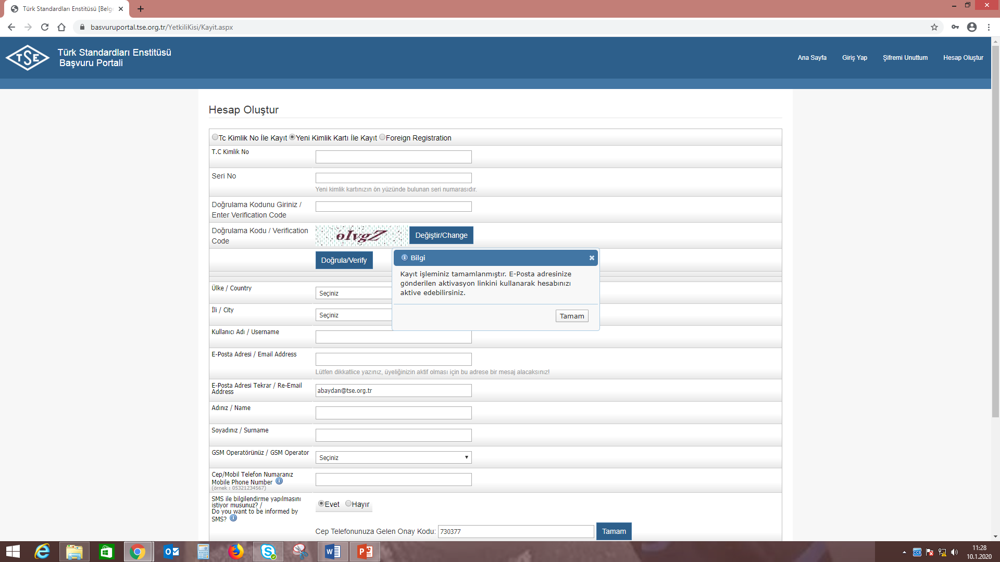 Türk Standardları Enstitüsü [Belge
basvuruportal.tse.org.tr/YetkiliKisi/Kayit.aspx
TSE
Türk Standardları Enstitüsü
Başvuru Portali
Ana Sayfa Giriş Yap Şifremi Unuttum Hesap Oluştur
Hesap Oluştur
Tc Kimlik No İle Kayıt Yeni Kimlik Kartı İle Kayıt Foreign Registration
T.C Kimlik No
Seri No
Yeni kimlik kartınızın ön yüzünde bulunan seri numarasıdır.
Doğrulama Kodunu Giriniz /
Enter Verification Code
Doğrulama Kodu / Verification
Code
oIvgZ
Değiştir/Change
Doğrula/Verify
Bilgi
Kayıt işleminiz tamamlanmıştır. E-Posta adresinize
gönderilen aktivasyon linkini kullanarak hesabınızı
aktive edebilirsiniz.
Tamam
Ülke / Country
Seçiniz
İli / City
Seçiniz
Kullanıcı Adı / Username
E-Posta Adresi / Email Address
Lütfen dikkatlice yazınız, üyeliğinizin aktif olması için bu adrese bir mesaj alacaksınız!
E-Posta Adresi Tekrar / Re-Email
Address
abaydan@tse.org.tr
Adınız / Name
Soyadınız / Surname
GSM Operatörünüz / GSM Operator
Seçiniz
Cep/Mobil Telefon Numaranız
Mobile Phone Number
(örnek : 05321234567)
SMS ile bilgilendirme yapılmasını
istiyor musunuz? /
Do you want to be informed by
SMS?
Evet Hayır
Cep Telefonunuza Gelen Onay Kodu: 730377 Tamam
11:28
10.1.2020